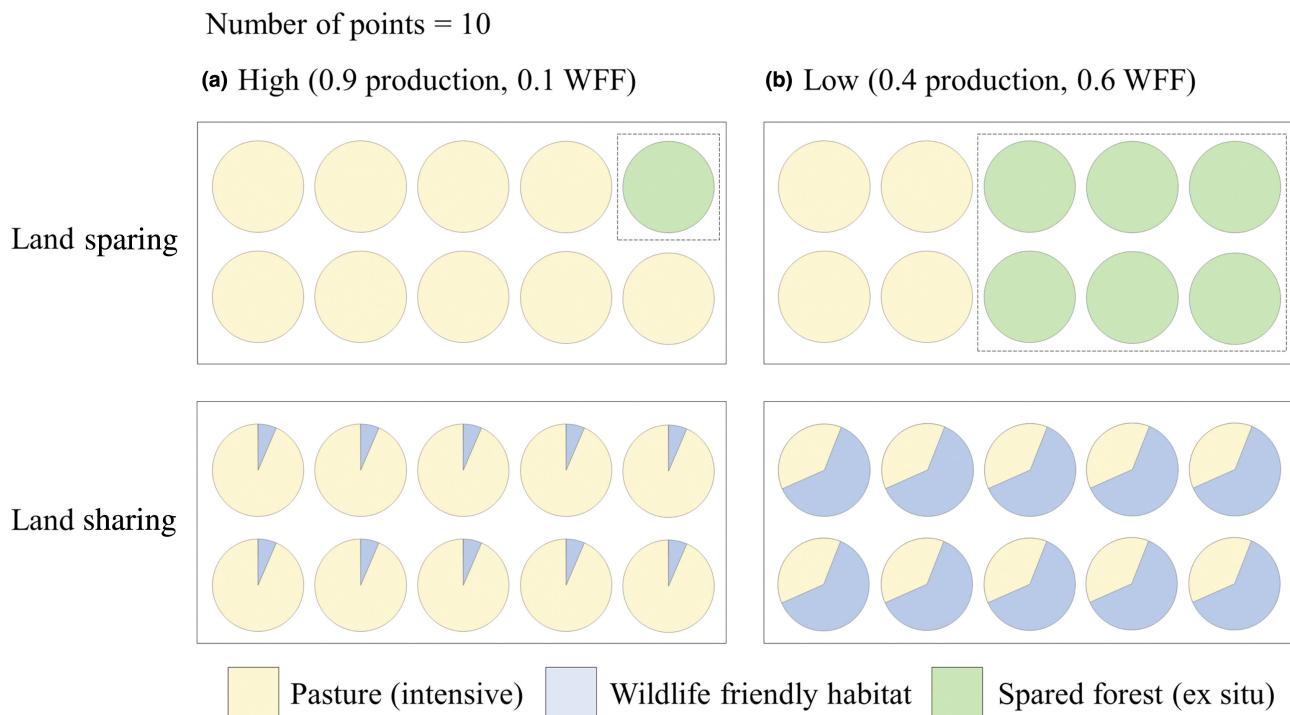 Number of points = 10
(a) High (0.9 production, 0.1 WFF)
(b) Low (0.4 production, 0.6 WFF)
Land sparing
Land sharing
Pasture (intensive)
Wildlife friendly habitat
Spared forest (ex situ)